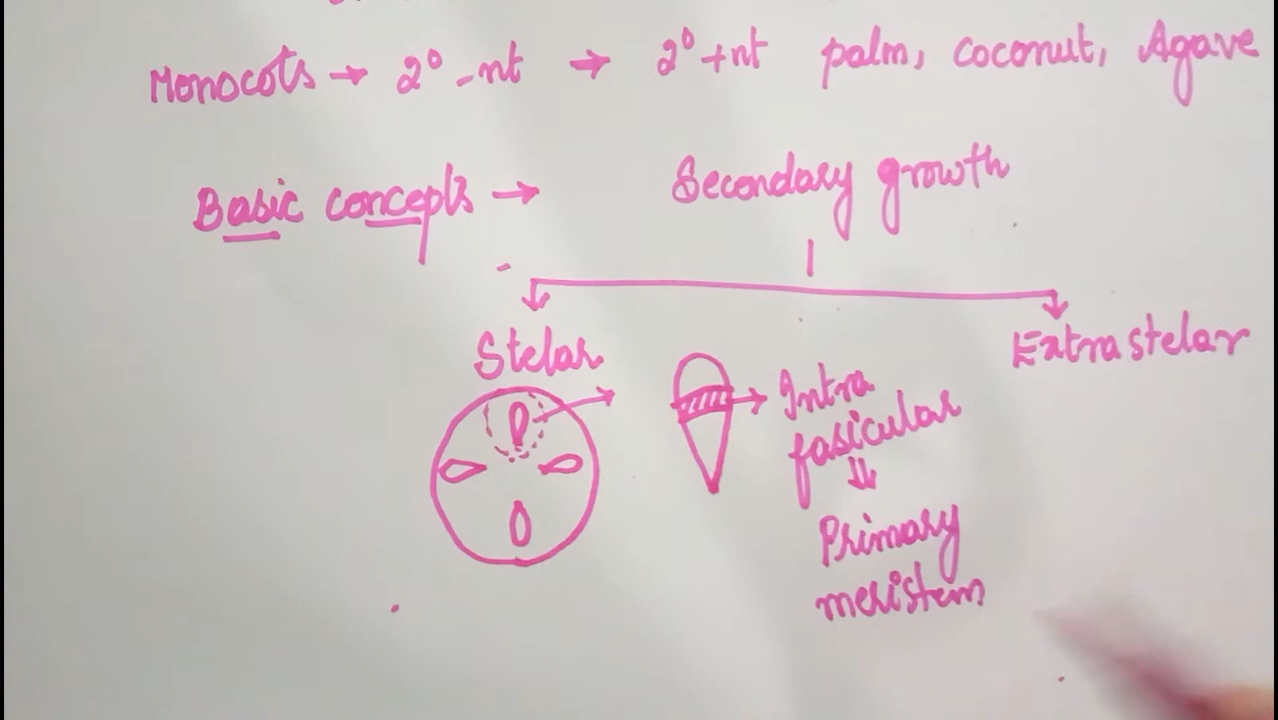 Monocots → 2° -nt → 2° +nt palm, coconut, Agave
Basic concepts → Secondary growth
Stelar
Extrastelar
Intra
fasicular
Primary
meristem